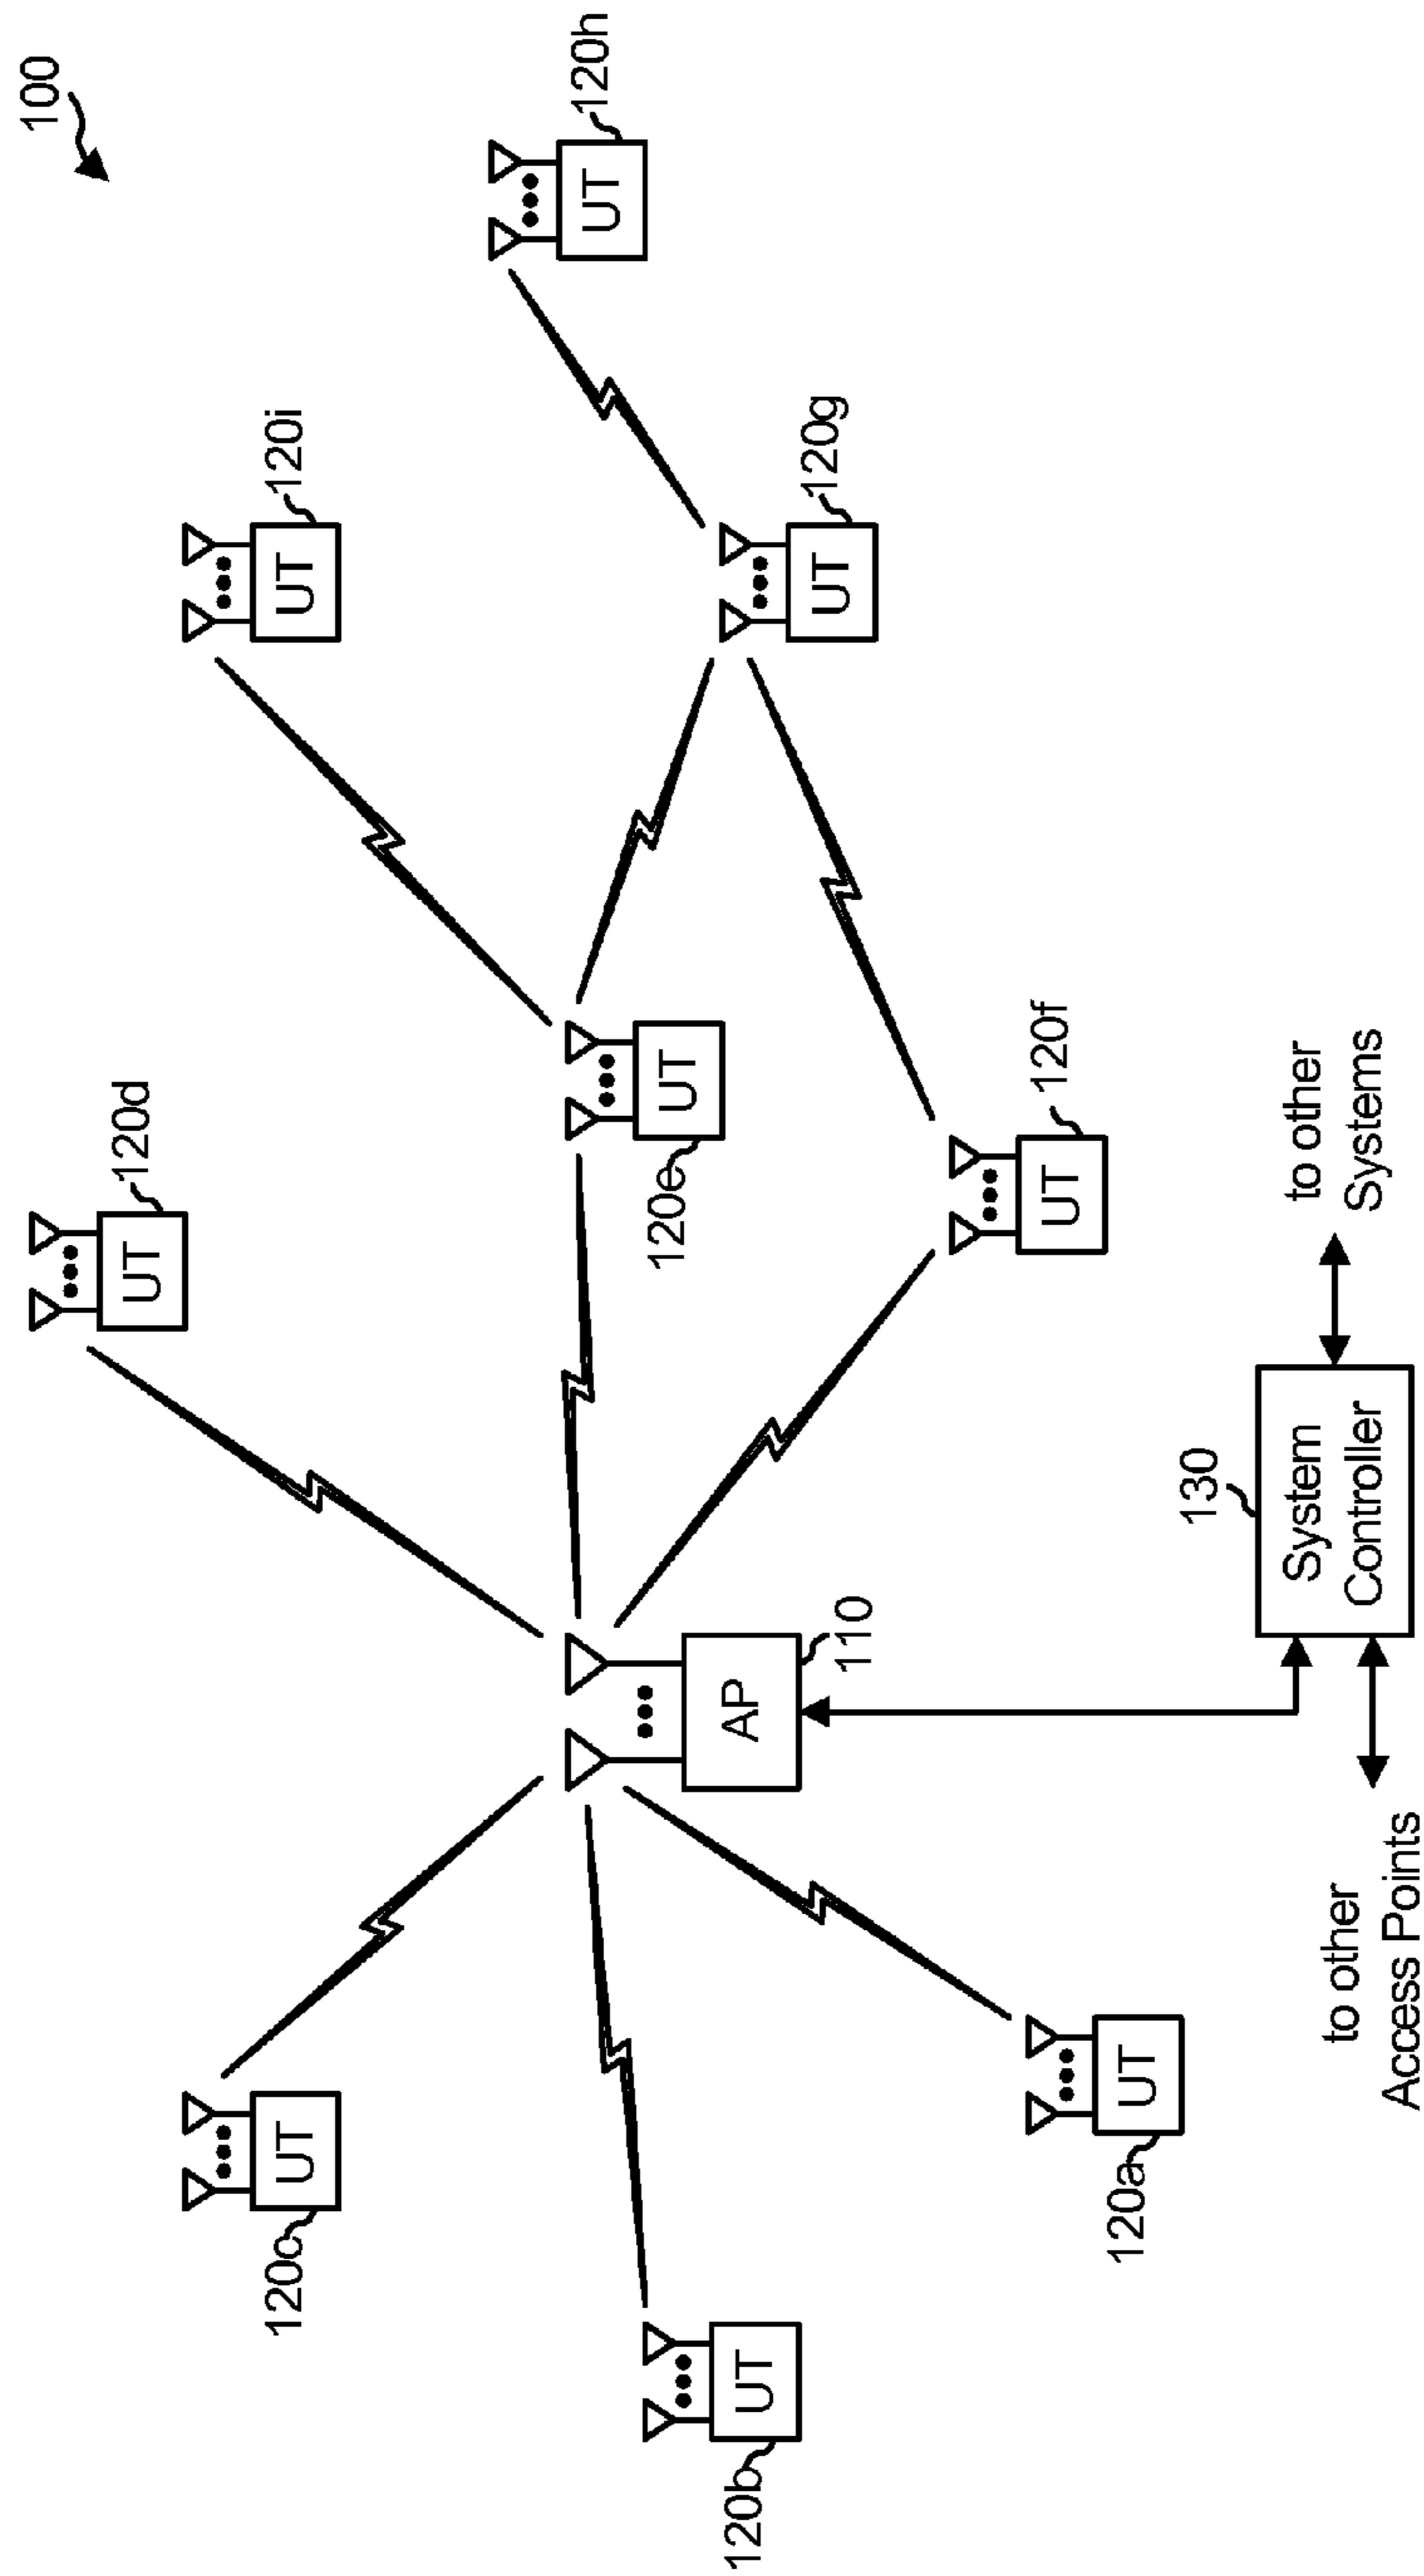 100
120d
UT
120i
UT
120c
UT
120h
UT
120e
UT
AP
110
120b
UT
120g
UT
120f
UT
120a
UT
130
System
Controller
to other
Systems
to other
Access Points